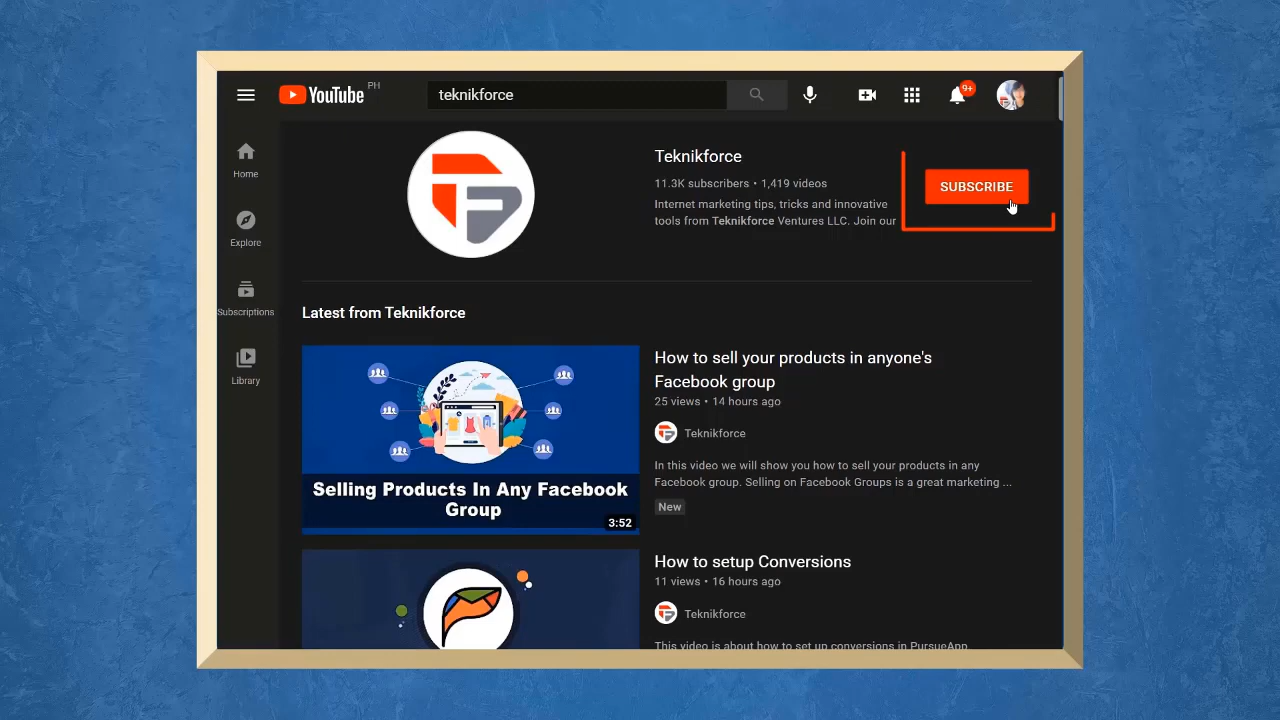 YouTube PH
teknikforce
9+
Home
Explore
Subscriptions
Library
Teknikforce
11.3K subscribers • 1,419 videos
Internet marketing tips, tricks and innovative
tools from Teknikforce Ventures LLC. Join our
SUBSCRIBE
Latest from Teknikforce
Selling Products In Any Facebook
Group
3:52
How to sell your products in anyone's
Facebook group
25 views • 14 hours ago
Teknikforce
In this video we will show you how to sell your products in any
Facebook group. Selling on Facebook Groups is a great marketing ...
New
How to setup Conversions
11 views • 16 hours ago
Teknikforce
This video is about how to set up conversions in PursueApp.